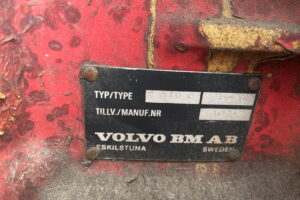 TYP/TYPE
TILLV./MANUF.NR
VOLVO BM AB
ESKILSTUNA SWEDEN